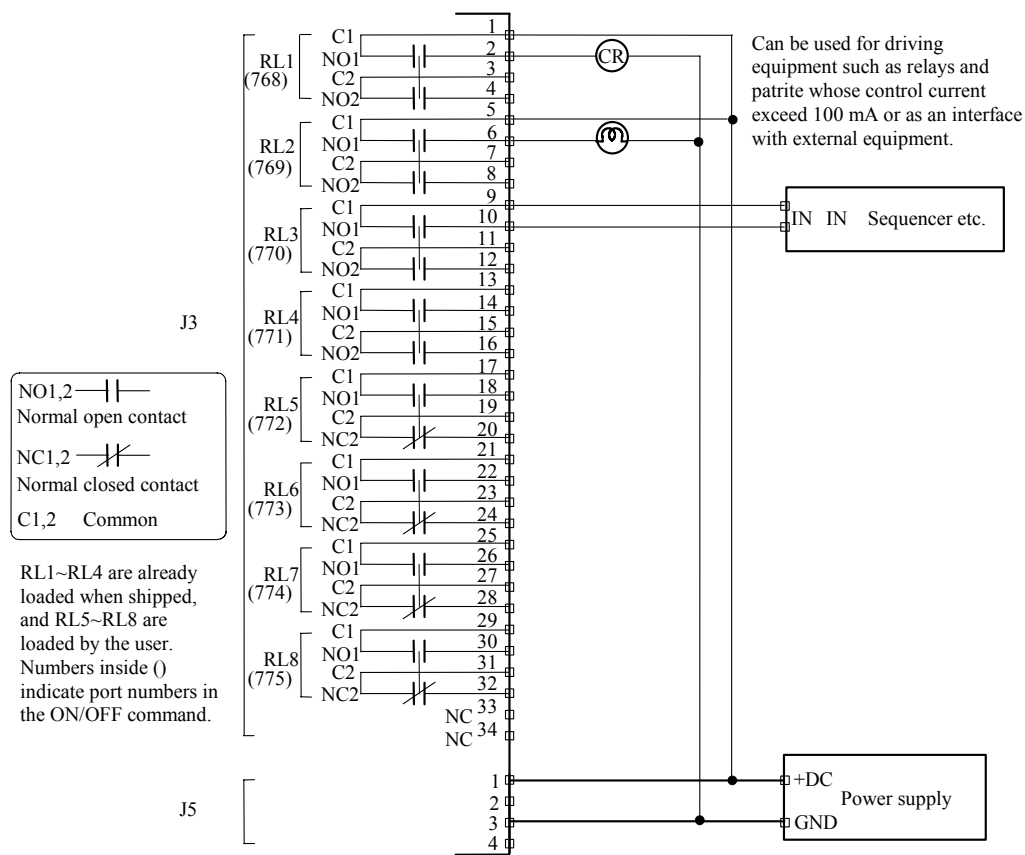 J3
RL1
(768)
C1
NO1
C2
NO2
1
2
3
4
RL2
(769)
C1
NO1
C2
NO2
5
6
7
8
RL3
(770)
C1
NO1
C2
NO2
9
10
11
12
RL4
(771)
C1
NO1
C2
NO2
13
14
15
16
RL5
(772)
C1
NO1
C2
NC2
17
18
19
20
RL6
(773)
C1
NO1
C2
NC2
21
22
23
24
RL7
(774)
C1
NO1
C2
NC2
25
26
27
28
RL8
(775)
C1
NO1
C2
NC2
29
30
31
32
NC 33
NC 34
CR
Can be used for driving
equipment such as relays and
patrite whose control current
exceed 100 mA or as an interface
with external equipment.
IN IN Sequencer etc.
NO1,2
Normal open contact
NC1,2
Normal closed contact
C1,2 Common
RL1~RL4 are already
loaded when shipped,
and RL5~RL8 are
loaded by the user.
Numbers inside ()
indicate port numbers in
the ON/OFF command.
J5
1
2
3
4
+DC
Power supply
GND